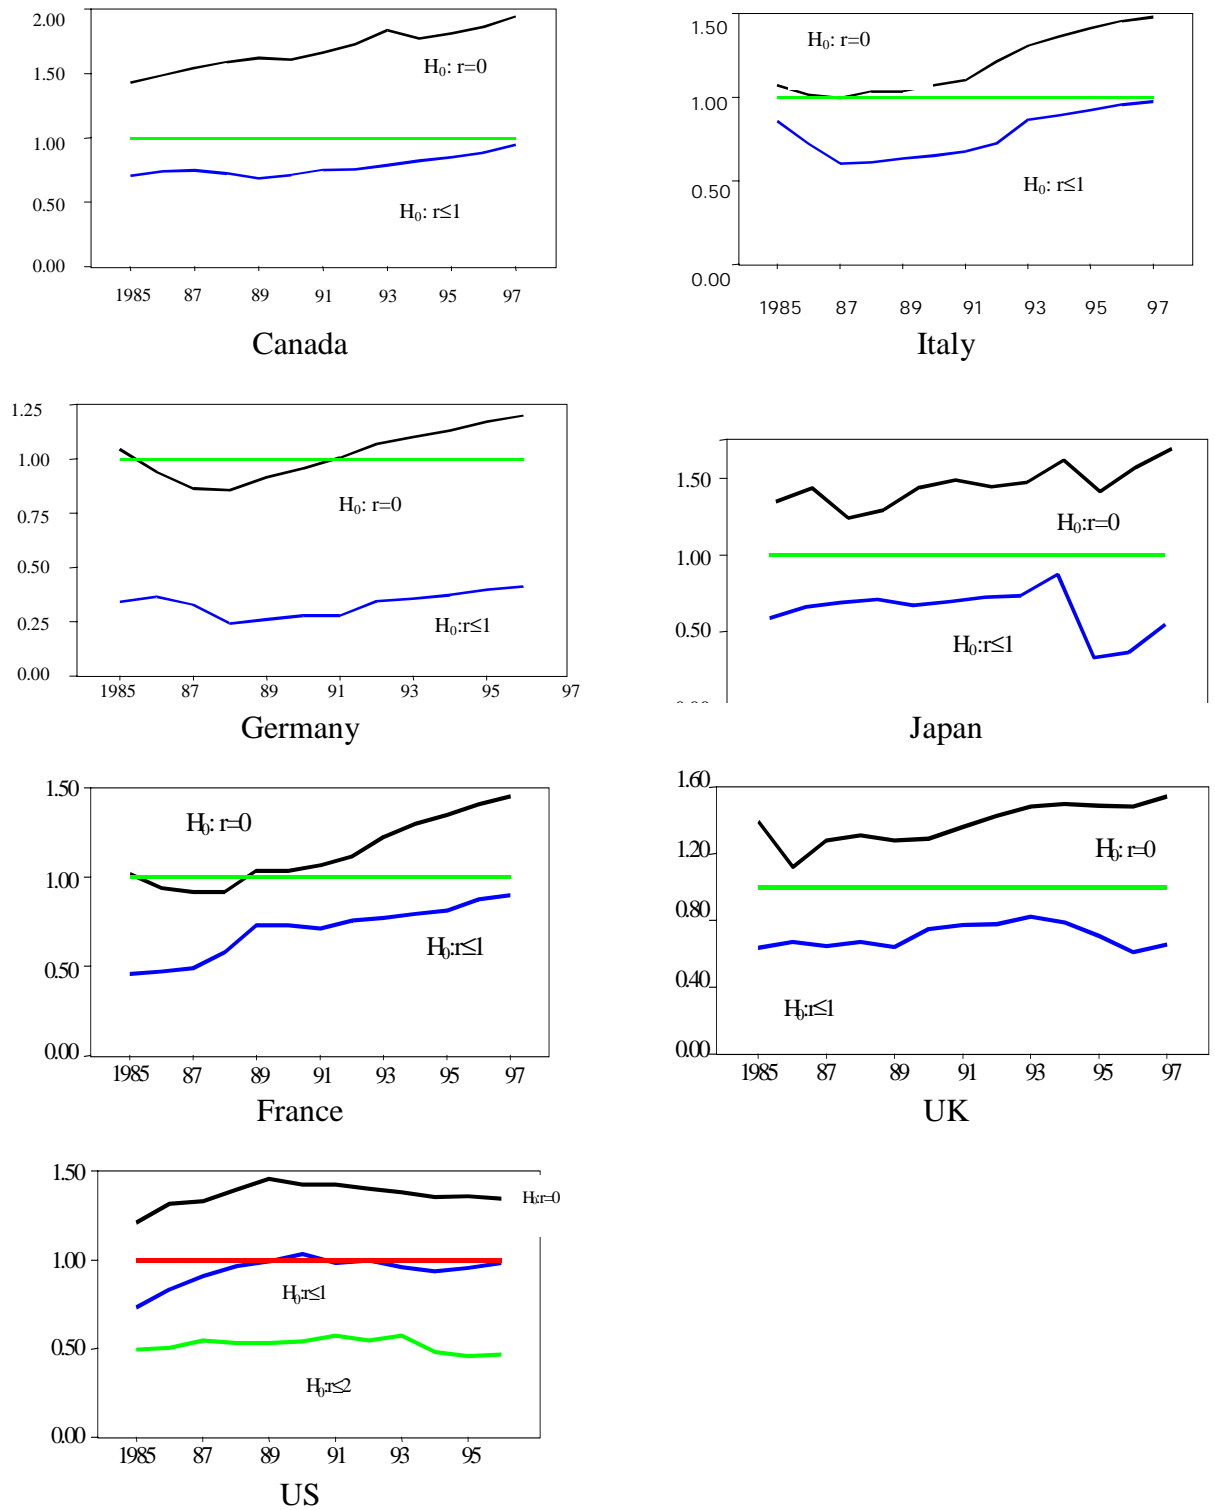 2.00
1.50
H₀: r=0
1.00
0.50
H₀: r≤1
0.00
1985 87 89 91 93 95 97
Canada
1.50
H₀: r=0
1.00
0.50
H₀: r≤1
0.00
1985 87 89 91 93 95 97
Italy
1.25
1.00
H₀: r=0
0.75
0.50
0.25
H₀:r≤1
0.00
1985 87 89 91 93 95 97
Germany
1.50
H₀:r=0
1.00
0.50
H₀:r≤1
Japan
1.50
H₀: r=0
1.00
H₀:r≤1
0.50
0.00
1985 87 89 91 93 95 97
France
1.60
1.20
H₀: r=0
0.80
0.40
H₀:r≤1
0.00
1985 87 89 91 93 95 97
UK
1.50
H₀:r=0
1.00
H₀:r≤1
0.50
H₀:r≤2
0.00
1985 87 89 91 93 95
US